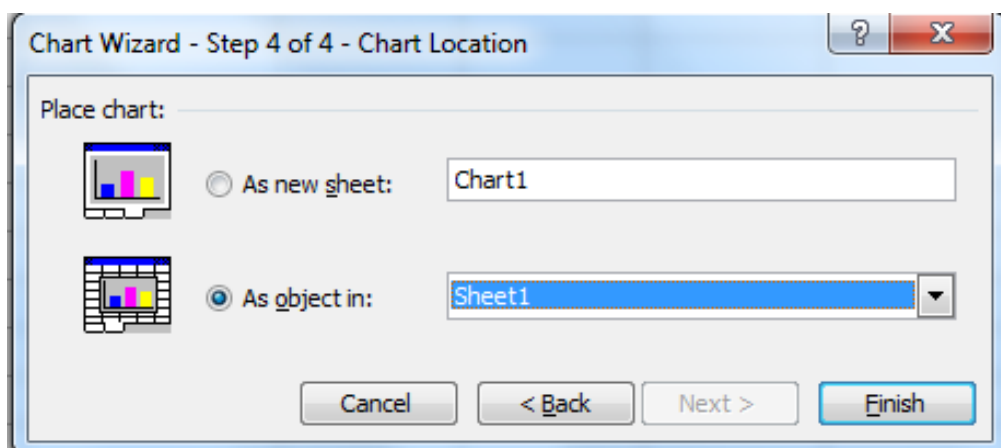 Chart Wizard - Step 4 of 4 - Chart Location
Place chart:
As new sheet: Chart1
As object in: Sheet1
Cancel < Back Next > Finish